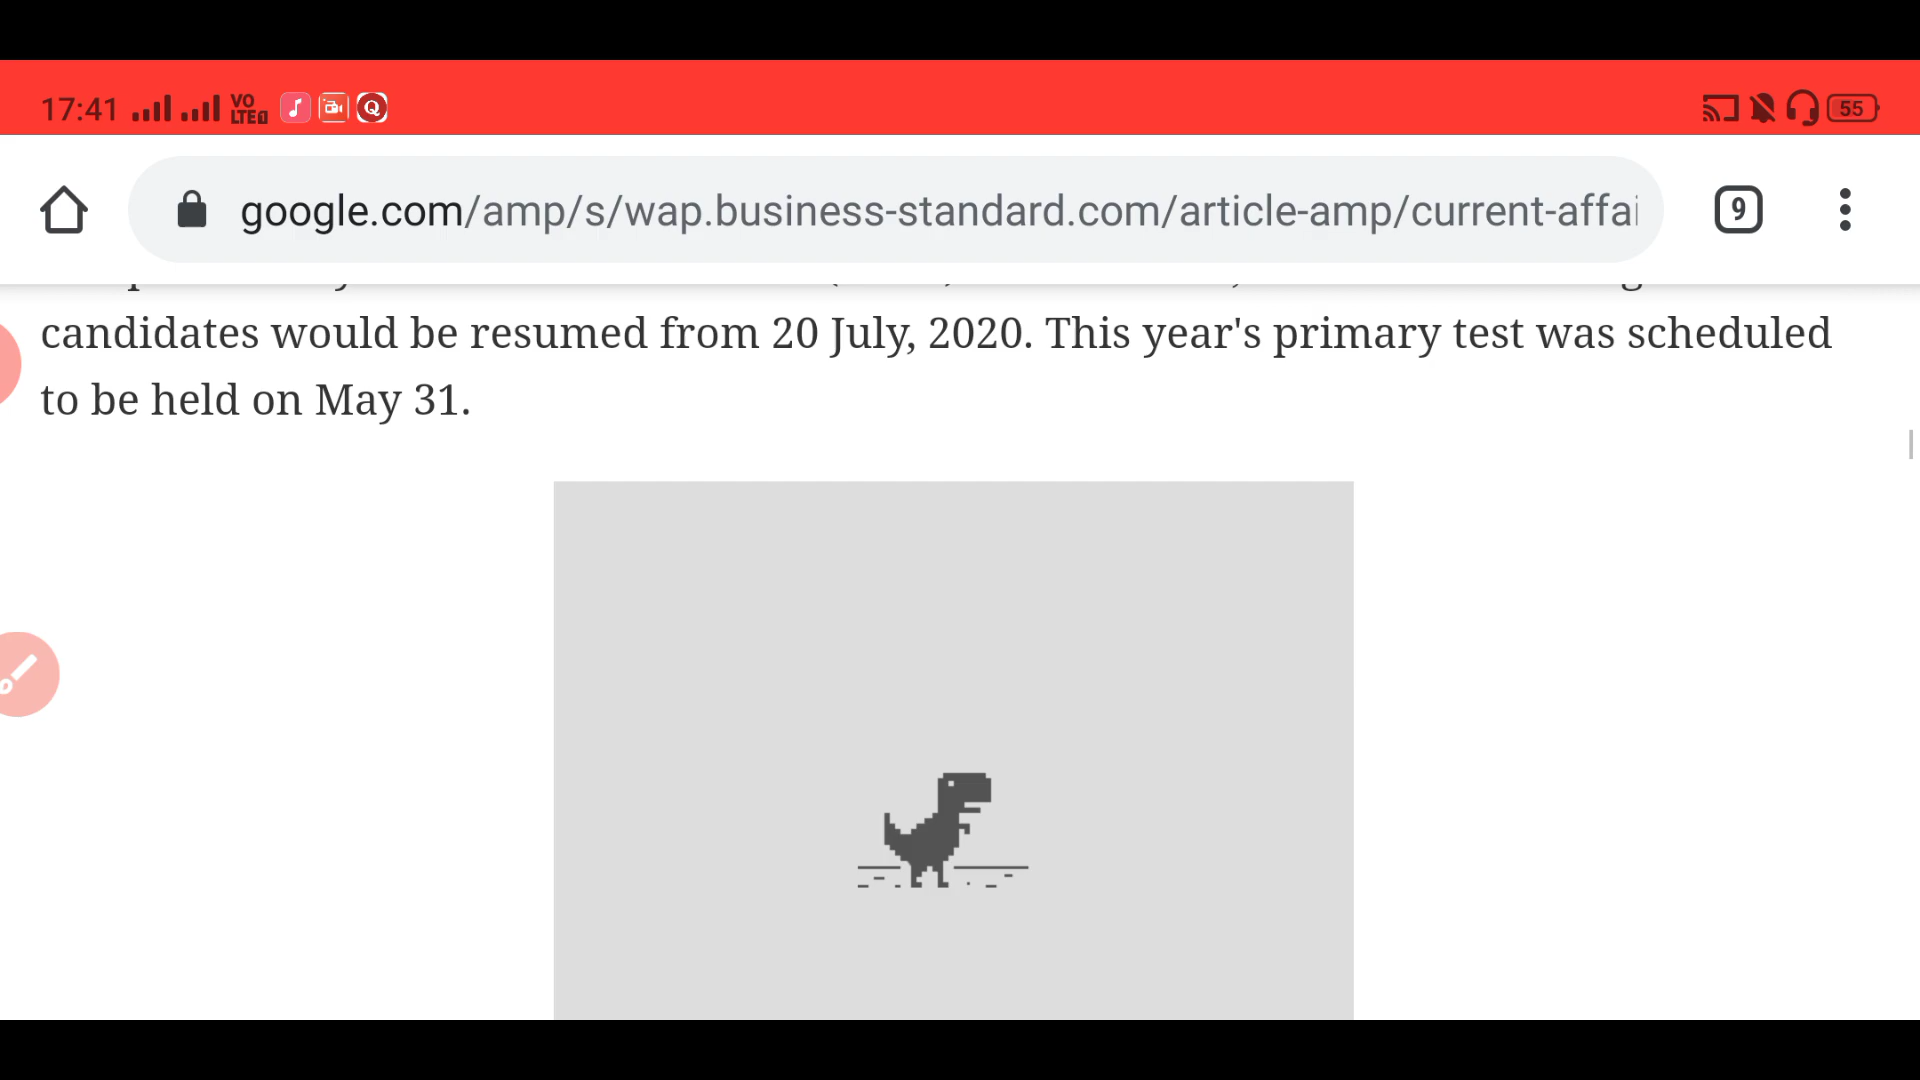 17:41 VO LTE 55
google.com/amp/s/wap.business-standard.com/article-amp/current-affai 9
candidates would be resumed from 20 July, 2020. This year's primary test was scheduled
to be held on May 31.